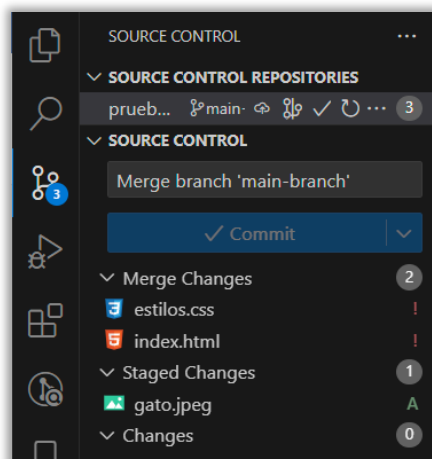 SOURCE CONTROL
SOURCE CONTROL REPOSITORIES
prueb... main- 3
SOURCE CONTROL
3
Merge branch 'main-branch'
Commit
Merge Changes 2
estilos.css !
index.html !
Staged Changes 1
gato.jpeg A
Changes 0